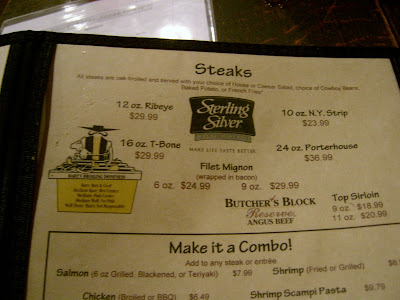 Steaks
All steaks are oak-broiled and served with your choice of House or Caesar Salad, choice of Cowboy Beans,
Baked Potato, or French Fries
12 oz. Ribeye
$29.99
Sterling
Silver
10 oz. N.Y. Strip
$23.99
MAKE LIFE TASTE BETTER.
16 oz. T-Bone
$29.99
24 oz. Porterhouse
$36.99
Filet Mignon
(wrapped in bacon)
6 oz. $24.99 9 oz. $29.99
BUTCHER'S BLOCK
Reserve
ANGUS BEEF
Top Sirloin
9 oz. $18.99
11 oz. $20.99
Make it a Combo!
Add to any steak or entrée
Salmon (6 oz Grilled, Blackened, or Teriyaki) $7.99
Shrimp (Fried or Grilled)
Chicken (Broiled or BBQ) $6.49
Shrimp Scampi Pasta $9.79